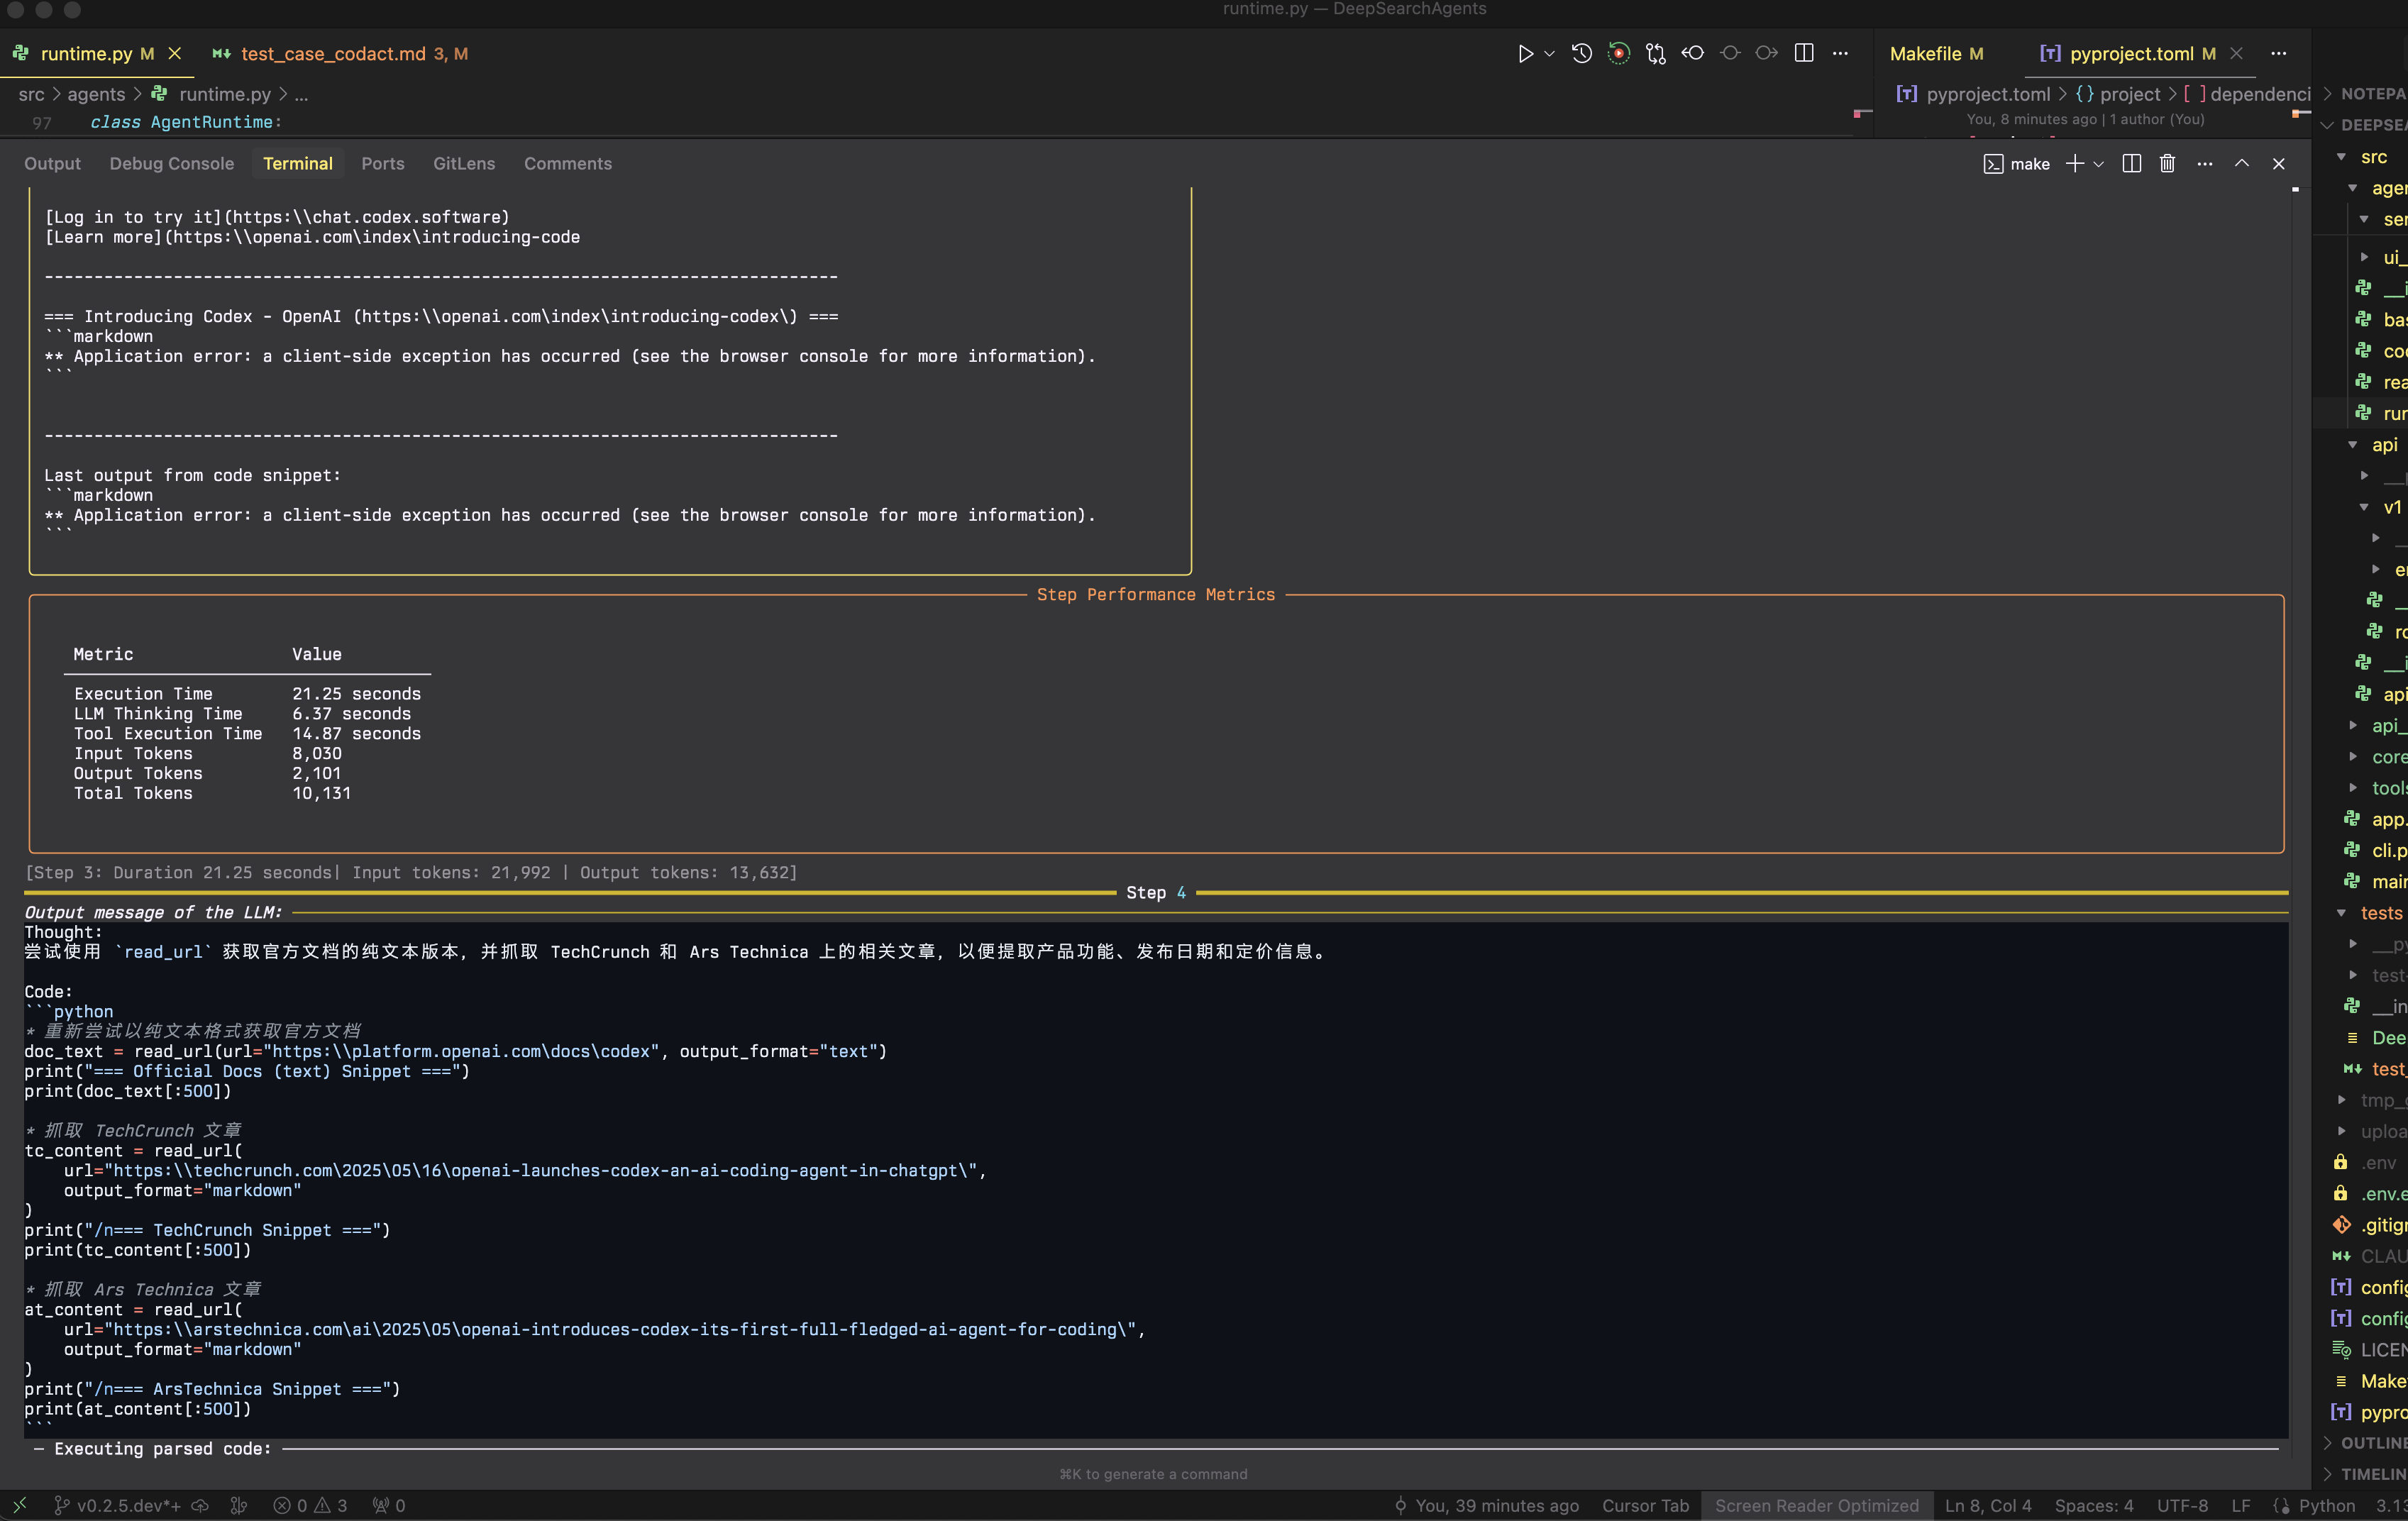 runtime.py — DeepSearchAgents
runtime.py M
test_case_codact.md 3, M
Makefile M
pyproject.toml M
src > agents > runtime.py > ...
pyproject.toml > {} project > [ ] dependenci
You, 8 minutes ago | 1 author (You)
97 class AgentRuntime:
Output Debug Console Terminal Ports GitLens Comments
make
[Log in to try it](https:\\chat.codex.software)
[Learn more](https:\\openai.com\index\introducing-code
--------------------------------------------------------------------------------
=== Introducing Codex - OpenAI (https:\\openai.com\index\introducing-codex\) ===
```markdown
** Application error: a client-side exception has occurred (see the browser console for more information).
```
--------------------------------------------------------------------------------
Last output from code snippet:
```markdown
** Application error: a client-side exception has occurred (see the browser console for more information).
```
Step Performance Metrics
Metric Value
Execution Time 21.25 seconds
LLM Thinking Time 6.37 seconds
Tool Execution Time 14.87 seconds
Input Tokens 8,030
Output Tokens 2,101
Total Tokens 10,131
[Step 3: Duration 21.25 seconds| Input tokens: 21,992 | Output tokens: 13,632]
Step 4
Output message of the LLM:
Thought:
尝试使用 `read_url` 获取官方文档的纯文本版本，并抓取 TechCrunch 和 Ars Technica 上的相关文章，以便提取产品功能、发布日期和定价信息。
Code:
```python
* 重新尝试以纯文本格式获取官方文档
doc_text = read_url(url="https:\\platform.openai.com\docs\codex", output_format="text")
print("=== Official Docs (text) Snippet ===")
print(doc_text[:500])
* 抓取 TechCrunch 文章
tc_content = read_url(
url="https:\\techcrunch.com\2025\05\16\openai-launches-codex-an-ai-coding-agent-in-chatgpt\",
output_format="markdown"
)
print("/n=== TechCrunch Snippet ===")
print(tc_content[:500])
* 抓取 Ars Technica 文章
at_content = read_url(
url="https:\\arstechnica.com\ai\2025\05\openai-introduces-codex-its-first-full-fledged-ai-agent-for-coding\",
output_format="markdown"
)
print("/n=== ArsTechnica Snippet ===")
print(at_content[:500])
```
— Executing parsed code:
⌘K to generate a command
v0.2.5.dev*+ 0 3 0
You, 39 minutes ago Cursor Tab Screen Reader Optimized Ln 8, Col 4 Spaces: 4 UTF-8 LF Python 3.13
NOTEPA
DEEPSEA
src
agen
ser
ui_
__i
bas
coc
rea
run
api
v1
ro
__i
api
api_
core
tools
app.
cli.p
main
tests
__py
test-
__in
Dee
test_
tmp_c
uploa
.env
.env.e
.gitigr
CLAU
config
config
LICEN
Make
pypro
OUTLINE
TIMELIN